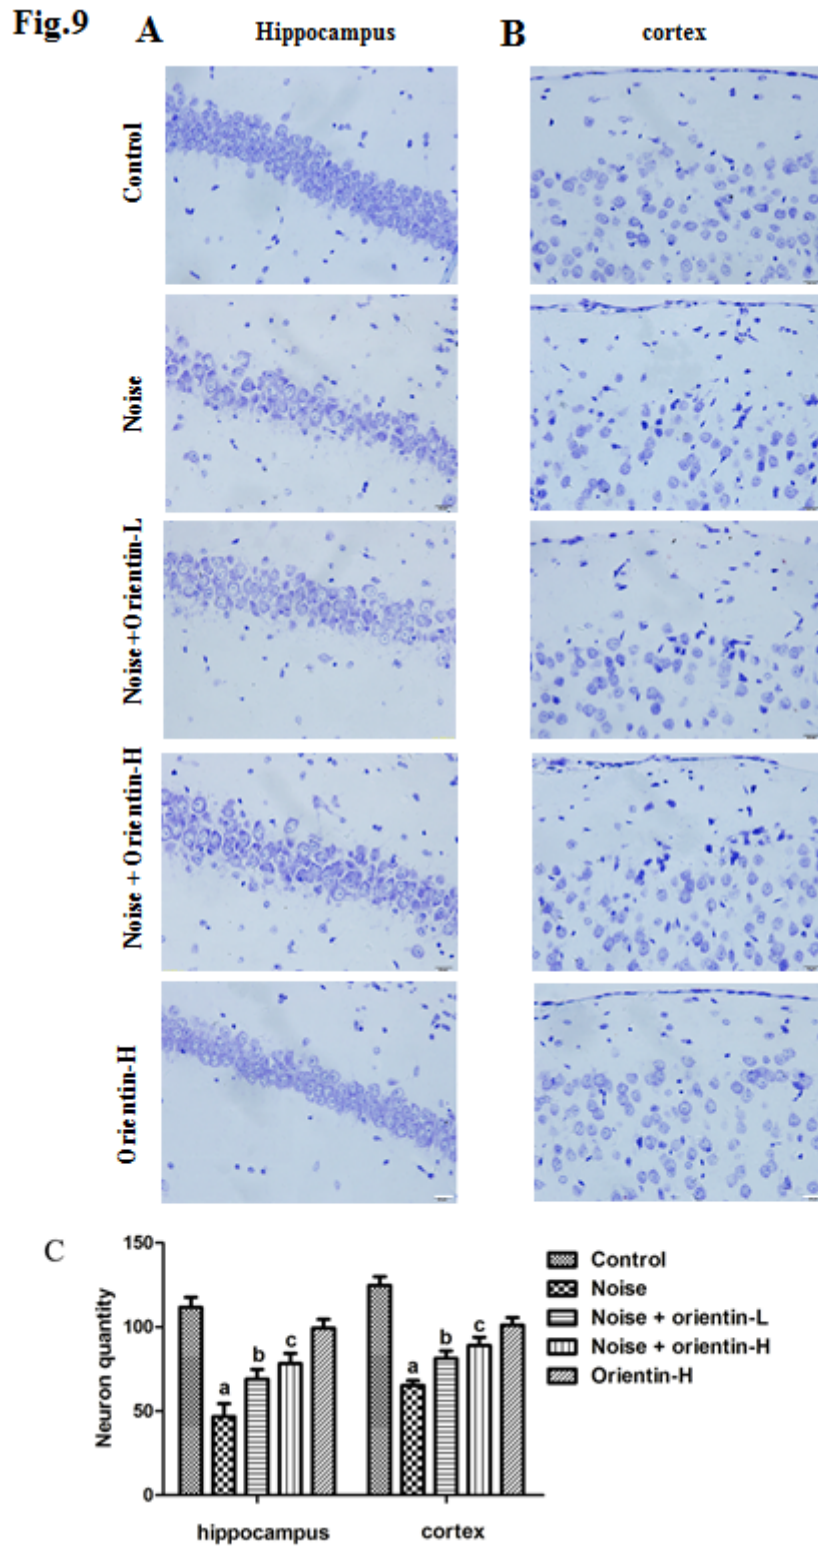 Fig.9
A
Hippocampus
B
cortex
Control
Noise
Noise+Orientin-L
Noise + Orientin-H
Orientin-H
C
Neuron quantity
150
100
50
0
a
b
c
a
b
c
hippocampus
cortex
Control
Noise
Noise + orientin-L
Noise + orientin-H
Orientin-H